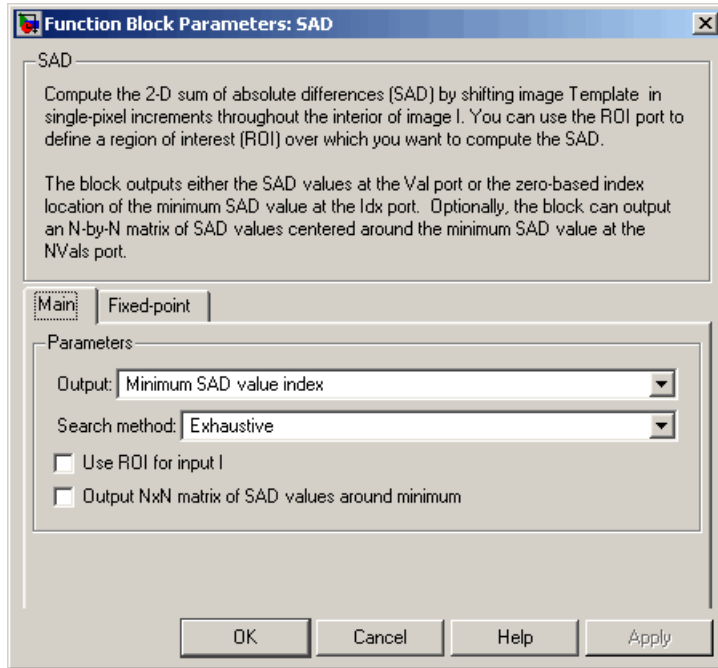 Function Block Parameters: SAD
SAD
Compute the 2-D sum of absolute differences (SAD) by shifting image Template in
single-pixel increments throughout the interior of image I. You can use the ROI port to
define a region of interest (ROI) over which you want to compute the SAD.
The block outputs either the SAD values at the Val port or the zero-based index
location of the minimum SAD value at the Idx port. Optionally, the block can output
an N-by-N matrix of SAD values centered around the minimum SAD value at the
NVals port.
Main Fixed-point
Parameters
Output: Minimum SAD value index
Search method: Exhaustive
Use ROI for input I
Output NxN matrix of SAD values around minimum
OK Cancel Help Apply